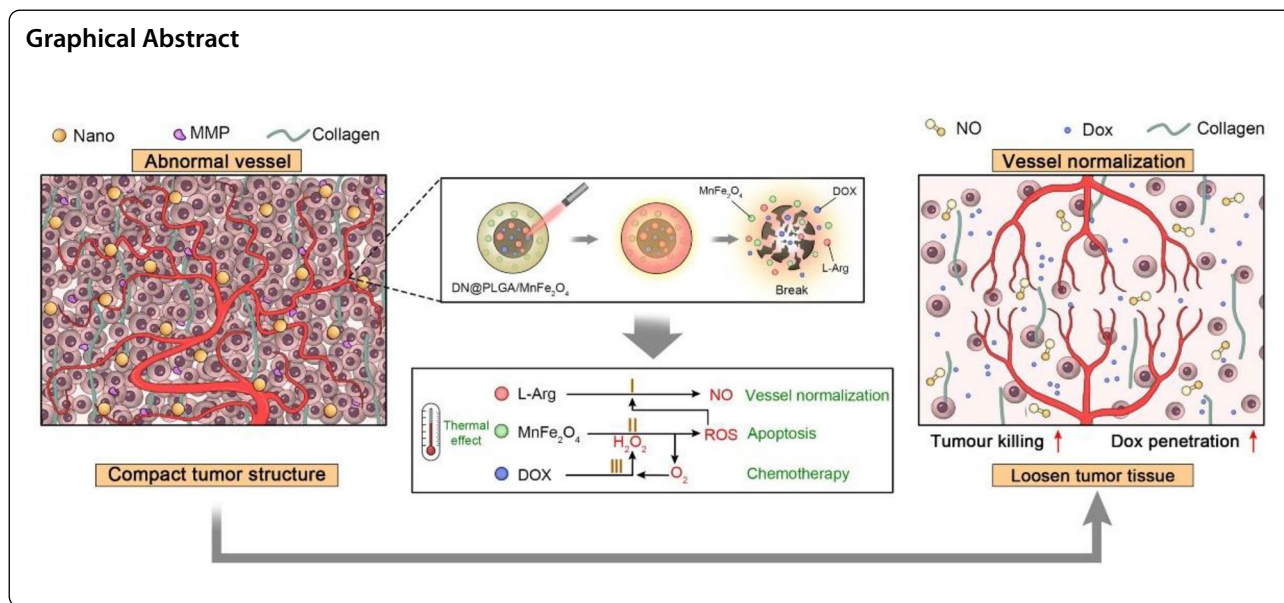 Graphical Abstract
Nano MMP Collagen
Abnormal vessel
Compact tumor structure
DN@PLGA/MnFe₂O₄
MnFe₂O₄
DOX
L-Arg
Break
Thermal
effect
L-Arg I NO Vessel normalization
MnFe₂O₄ II H₂O₂ ROS Apoptosis
DOX III O₂ Chemotherapy
NO Dox Collagen
Vessel normalization
Tumour killing ↑ Dox penetration ↑
Loosen tumor tissue